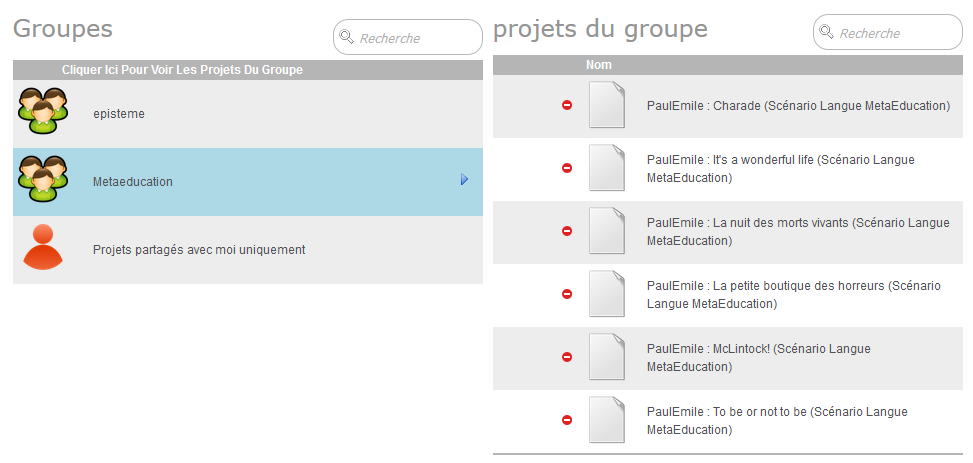 Groupes
Recherche
Cliquer Ici Pour Voir Les Projets Du Groupe
episteme
Metaeducation
Projets partagés avec moi uniquement
projets du groupe
Recherche
Nom
PaulEmile : Charade (Scénario Langue MetaEducation)
PaulEmile : It's a wonderful life (Scénario Langue
MetaEducation)
PaulEmile : La nuit des morts vivants (Scénario Langue
MetaEducation)
PaulEmile : La petite boutique des horreurs (Scénario
Langue MetaEducation)
PaulEmile : McLintock! (Scénario Langue
MetaEducation)
PaulEmile : To be or not to be (Scénario Langue
MetaEducation)